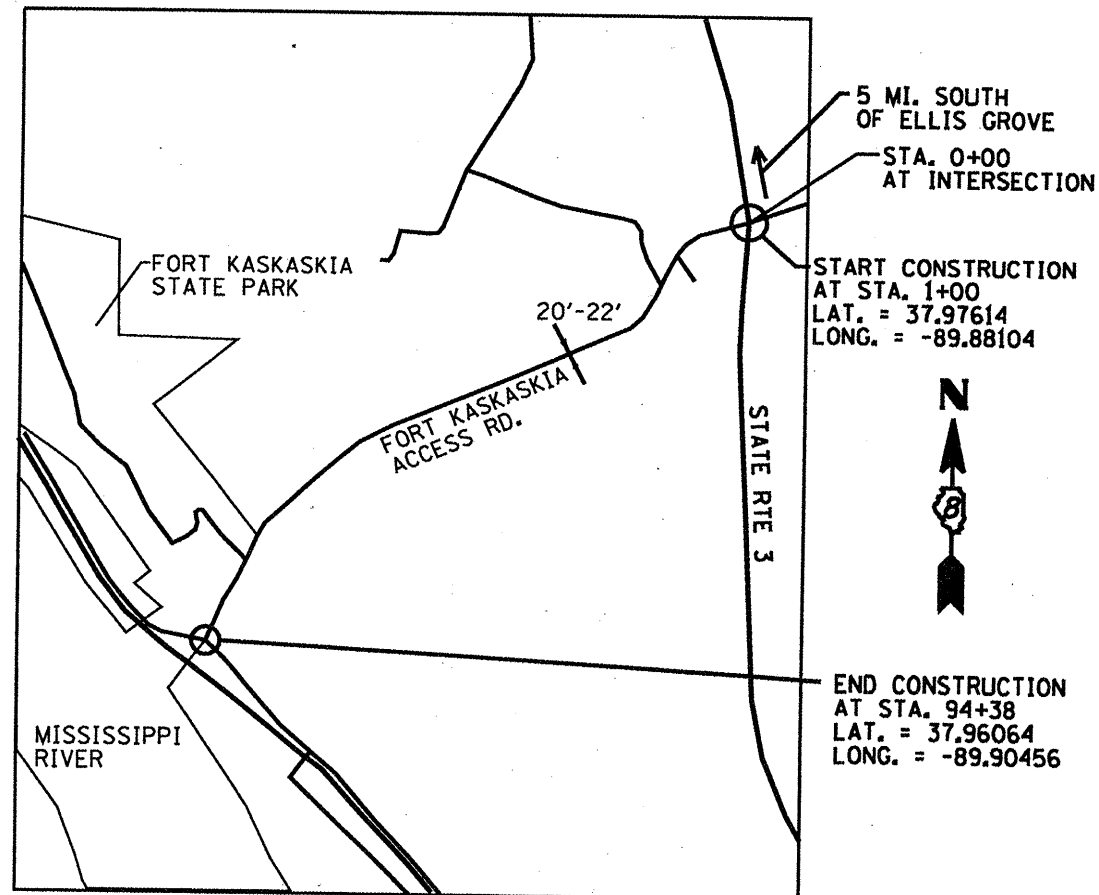 5 MI. SOUTH
OF ELLIS GROVE
STA. 0+00
AT INTERSECTION
FORT KASKASKIA
STATE PARK
START CONSTRUCTION
AT STA. 1+00
LAT. = 37.97614
LONG. = -89.88104
20'-22'
FORT KASKASKIA
ACCESS RD.
STATE RTE 3
N
8
END CONSTRUCTION
AT STA. 94+38
LAT. = 37.96064
LONG. = -89.90456
MISSISSIPPI
RIVER